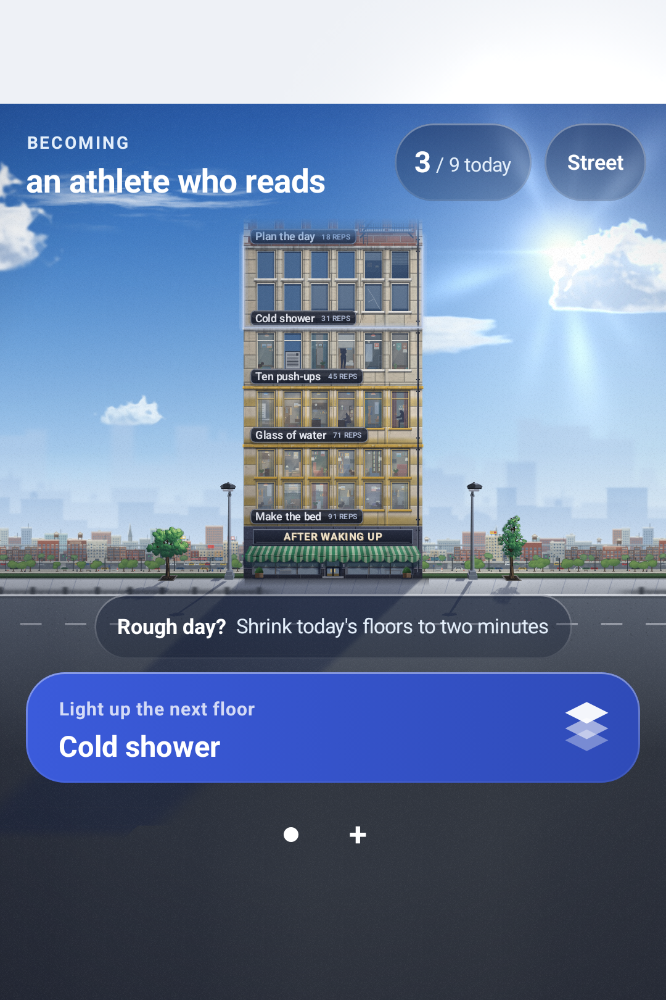 BECOMING
an athlete who reads
3 / 9 today
Street
Plan the day 18 REPS
Cold shower 31 REPS
Ten push-ups 45 REPS
Glass of water 71 REPS
Make the bed 91 REPS
AFTER WAKING UP
Rough day? Shrink today's floors to two minutes
Light up the next floor
Cold shower